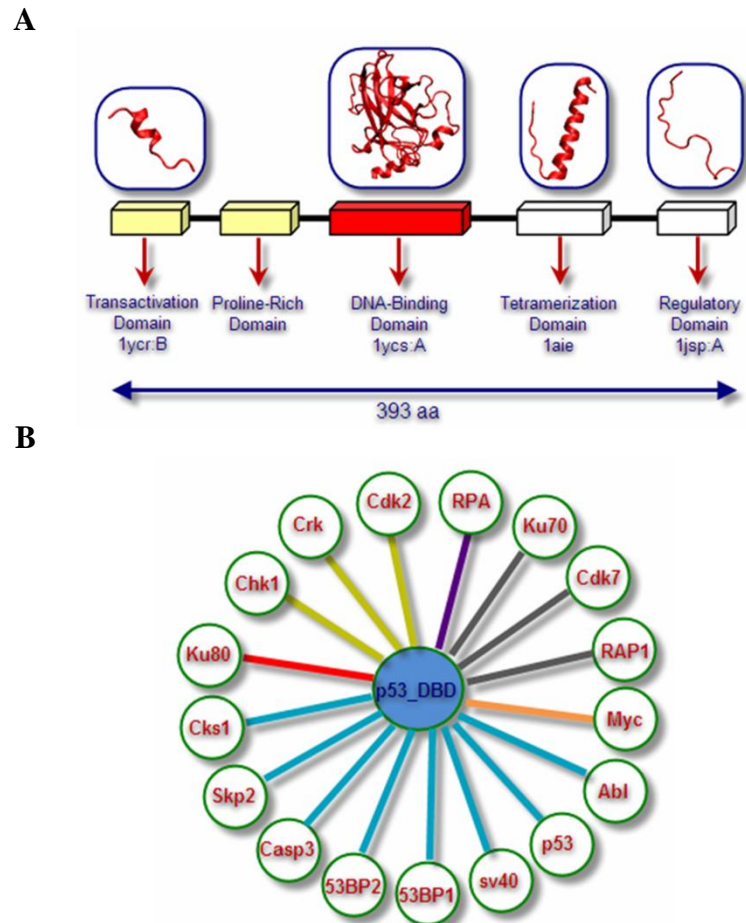 A
Transactivation
Domain
1ycr:B
Proline-Rich
Domain
DNA-Binding
Domain
1ycs:A
Tetramerization
Domain
1aie
Regulatory
Domain
1jsp:A
393 aa
B
Cdk2
RPA
Crk
Ku70
Chk1
Cdk7
Ku80
RAP1
p53_DBD
Cks1
Myc
Skp2
Abl
Casp3
p53
53BP2
53BP1
sv40